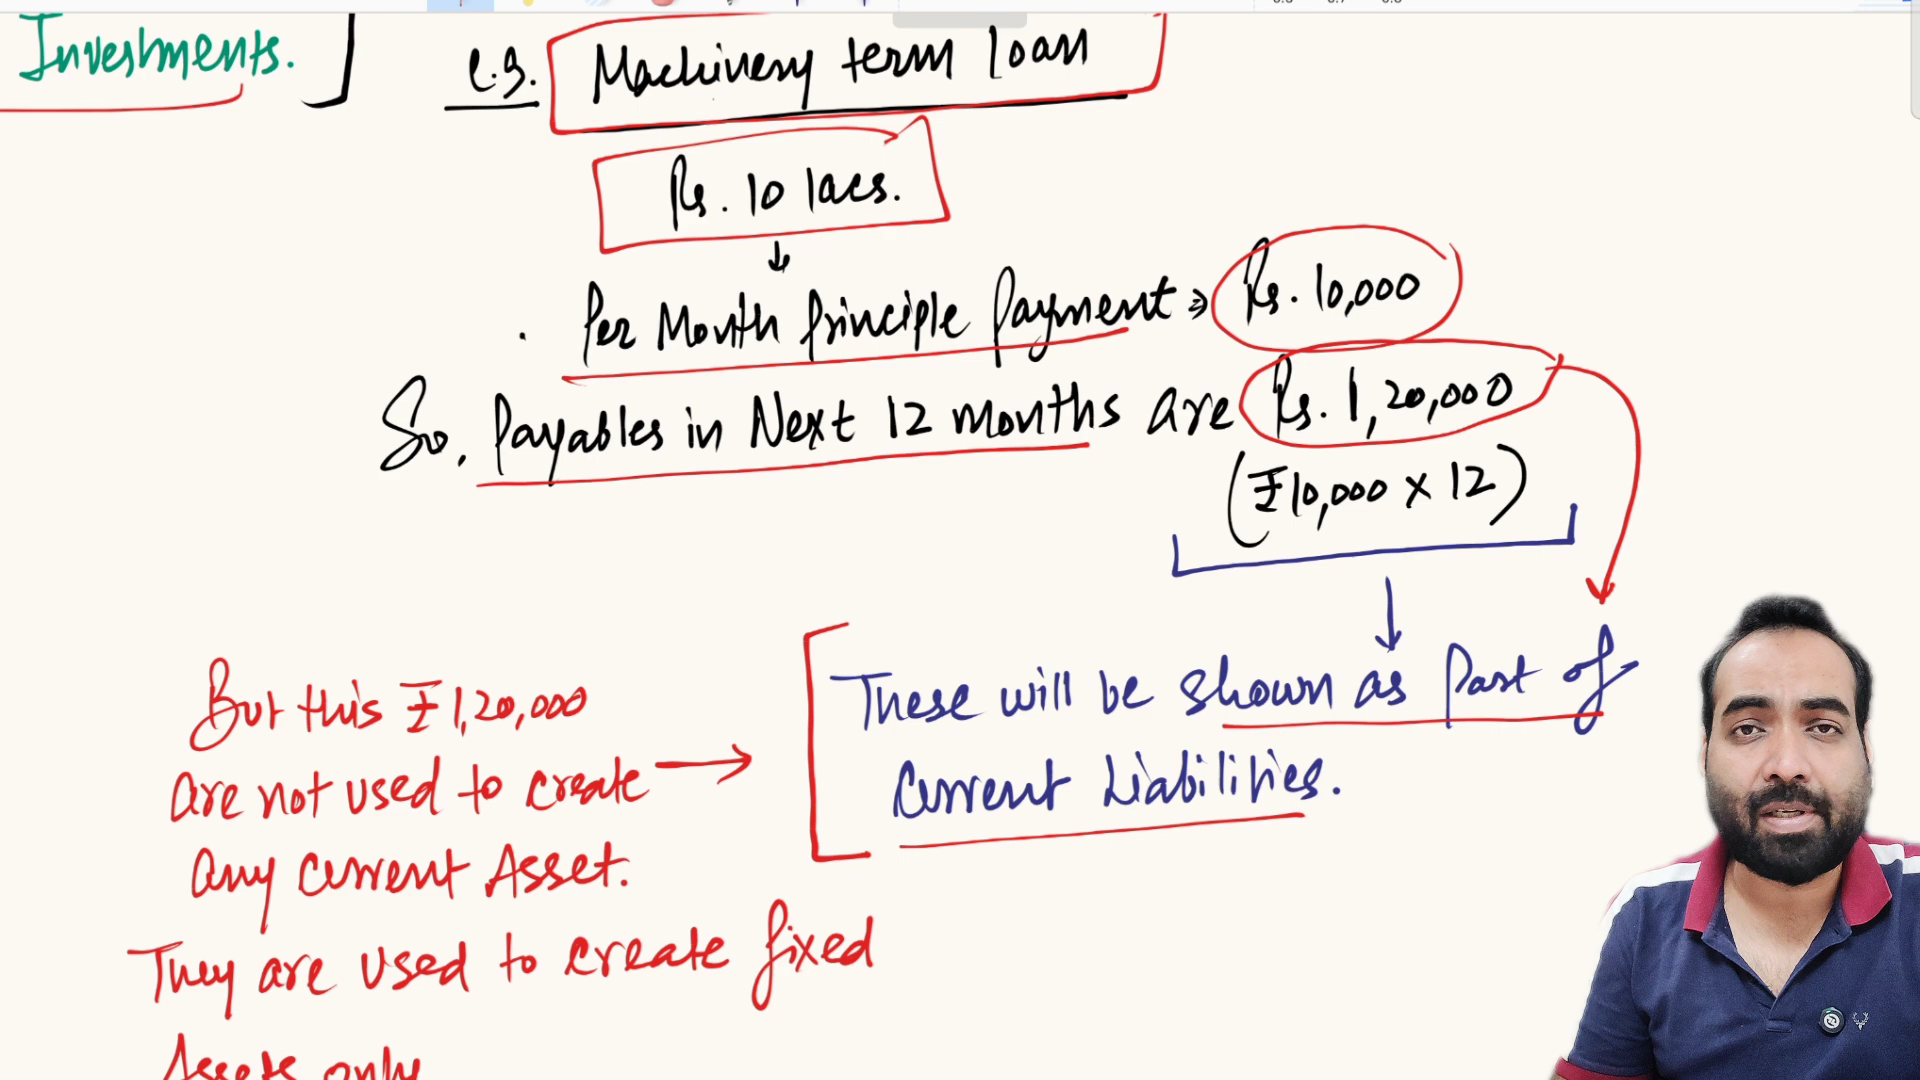 Investments.
e.g. Machinery term loan
Rs. 10 lacs.
Per Month Principle Payment
Rs. 10,000
So, Payables in Next 12 months are Rs. 1,20,000
(₹10,000 x 12)
These will be shown as Part of
Current Liabilities.
But this ₹1,20,000
are not used to create
any current Asset.
They are used to create fixed
Assets only